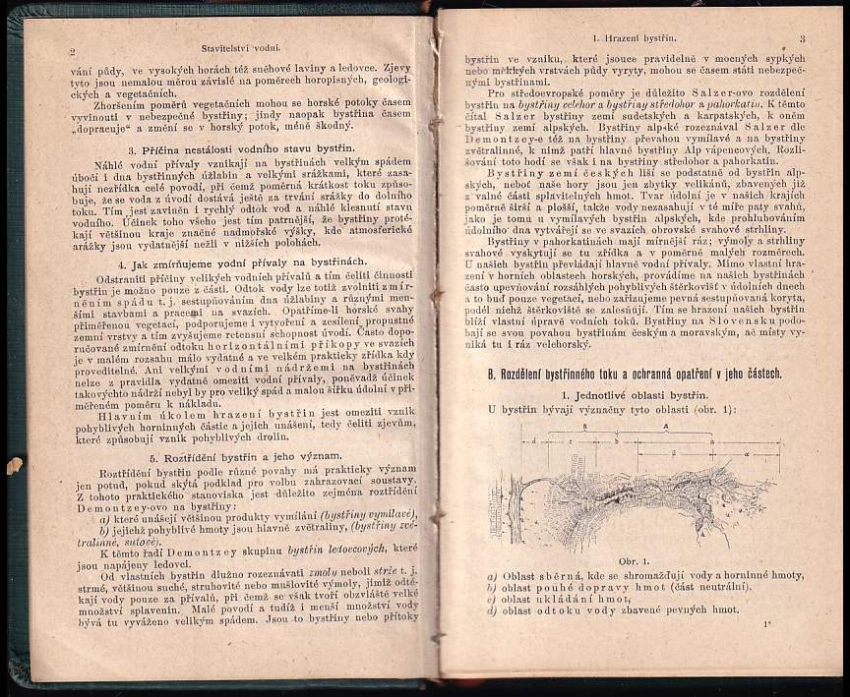 2
Stavitelství vodní.
vání půdy, ve vysokých horách též sněhové laviny a ledovce. Zjevy
tyto jsou nemalou měrou závislé na poměrech horopisných, geologi-
ckých a vegetačních.
Zhoršením poměrů vegetačních mohou se horské potoky časem
vyvinouti v nebezpečné bystřiny; jindy naopak bystřina časem
„dopracuje“ a změní se v horský potok, méně škodný.
3. Příčina nestálosti vodního stavu bystřin.
Náhlé vodní přívaly vznikají na bystřinách velkým spádem
úbočí i dna bystřinných úžlabin a velkými srážkami, které zasa-
hují nezřídka celé povodí, při čemž poměrná krátkost toku způso-
buje, že se voda z úvodí dostává ještě za trvání srážky do dolního
toku. Tím jest zaviněn i rychlý odtok vod a náhlé klesnutí stavu
vodního. Účinek toho všeho jest tím patrnější, že bystřiny proté-
kají většinou kraje značné nadmořské výšky, kde atmosferické
srážky jsou vydatnější nežli v nižších polohách.
4. Jak zmírňujeme vodní přívaly na bystřinách.
Odstraniti příčiny velikých vodních přívalů a tím čeliti činnosti
bystřin je možno pouze z části. Odtok vody lze totiž zvolniti zmír-
něním spádu t. j. sestupňováním dna úžlabiny a různými men-
šími stavbami a pracemi na svazích. Opatříme-li horské svahy
přiměřenou vegetací, podporujeme i vytvoření a zesílení propustné
zemní vrstvy a tím zvyšujeme retensní schopnost úvodí. Často dopo-
ručované zmírnění odtoku horizontálními příkopy ve svazích
je v malém rozsahu málo vydatné a ve velkém prakticky zřídka kdy
proveditelné. Ani velkými vodními nádržemi na bystřinách
nelze z pravidla vydatně omeziti vodní přívaly, poněvadž účinek
takovýchto nádrží nebyl by pro veliký spád a malou šířku údolní v při-
měřeném poměru k nákladu.
Hlavním úkolem hrazení bystřin jest omeziti vznik
pohyblivých horninných částic a jejich unášení, tedy čeliti zjevům,
které způsobují vznik pohyblivých drolin.
5. Roztřídění bystřin a jeho význam.
Roztřídění bystřin podle různé povahy má prakticky význam
jen potud, pokud skýtá podklad pro volbu zahrazovací soustavy.
Z tohoto praktického stanoviska jest důležito zejména roztřídění
Demontzey-ovo na bystřiny:
a) které unášejí většinou produkty vymílání (bystřiny vymílavé),
b) jejichž pohyblivé hmoty jsou hlavně zvětraliny, (bystřiny zvě-
tralinné, suťové).
K těmto řadí Demontzey skupinu bystřin ledovcových, které
jsou napájeny ledovci.
Od vlastních bystřin dlužno rozeznávati zmoly neboli strže t. j.
strmé, většinou suché, struhovité nebo mušlovité výmoly, jimiž odté-
kají vody pouze za přívalů, při čemž se však tvoří obzvláště velké
množství splavenin. Malé povodí a tudíž i menší množství vody
bývá tu vyváženo velikým spádem. Jsou to bystřiny nebo přítoky
I. Hrazení bystřin.
3
bystřin ve vzniku, které jsouce pravidelně v mocných sypkých
nebo měkkých vrstvách půdy vyryty, mohou se časem státi nebezpeč-
nými bystřinami.
Pro středoevropské poměry je důležito Salzer-ovo rozdělení
bystřin na bystřiny velehor a bystřiny středohor a pahorkatin. K těmto
čítal Salzer bystřiny zemí sudetských a karpatských, k oněm
bystřiny zemí alpských. Bystřiny alpské rozeznával Salzer dle
Demontzey-e též na bystřiny převahou vymílavé a na bystřiny
zvětralinné, k nimž patří hlavně bystřiny Alp vápencových. Rozli-
šování toto hodí se však i na bystřiny středohor a pahorkatin.
Bystřiny zemí českých liší se podstatně od bystřin alp-
ských, neboť naše hory jsou jen zbytky velikánů, zbavených již
z valné části splavitelných hmot. Tvar údolní je v našich krajích
poměrně širší a plošší, takže vody nezasahují v té míře paty svahů,
jako je tomu u vymílavých bystřin alpských, kde prohlubováním
údolního dna vytvářejí se ve svazích obrovské svahové strhliny.
Bystřiny v pahorkatinách mají mírnější ráz; výmoly a strhliny
svahové vyskytují se tu zřídka a v poměrně malých rozměrech.
U našich bystřin převládají hlavně vodní přívaly. Mimo vlastní hra-
zení v horních oblastech horských, provádíme na našich bystřinách
často upevňování rozsáhlých pohyblivých štěrkovišť v údolních dnech
a to buď pouze vegetací, nebo zařizujeme pevná sestupňovaná koryta,
podél nichž štěrkoviště se zalesňují. Tím se hrazení našich bystřin
blíží vlastní úpravě vodních toků. Bystřiny na Slovensku podo-
bají se svou povahou bystřinám českým a moravským, ač místy vy-
niká tu i ráz velehorský.
B. Rozdělení bystřinného toku a ochranná opatření v jeho částech.
1. Jednotlivé oblasti bystřin.
U bystřin bývají význačny tyto oblasti (obr. 1):
B A
d c b a
β α
Obr. 1.
a) Oblast sběrná, kde se shromažďují vody a horninné hmoty,
b) oblast pouhé dopravy hmot (část neutrální),
c) oblast ukládání hmot,
d) oblast odtoku vody zbavené pevných hmot.
1*